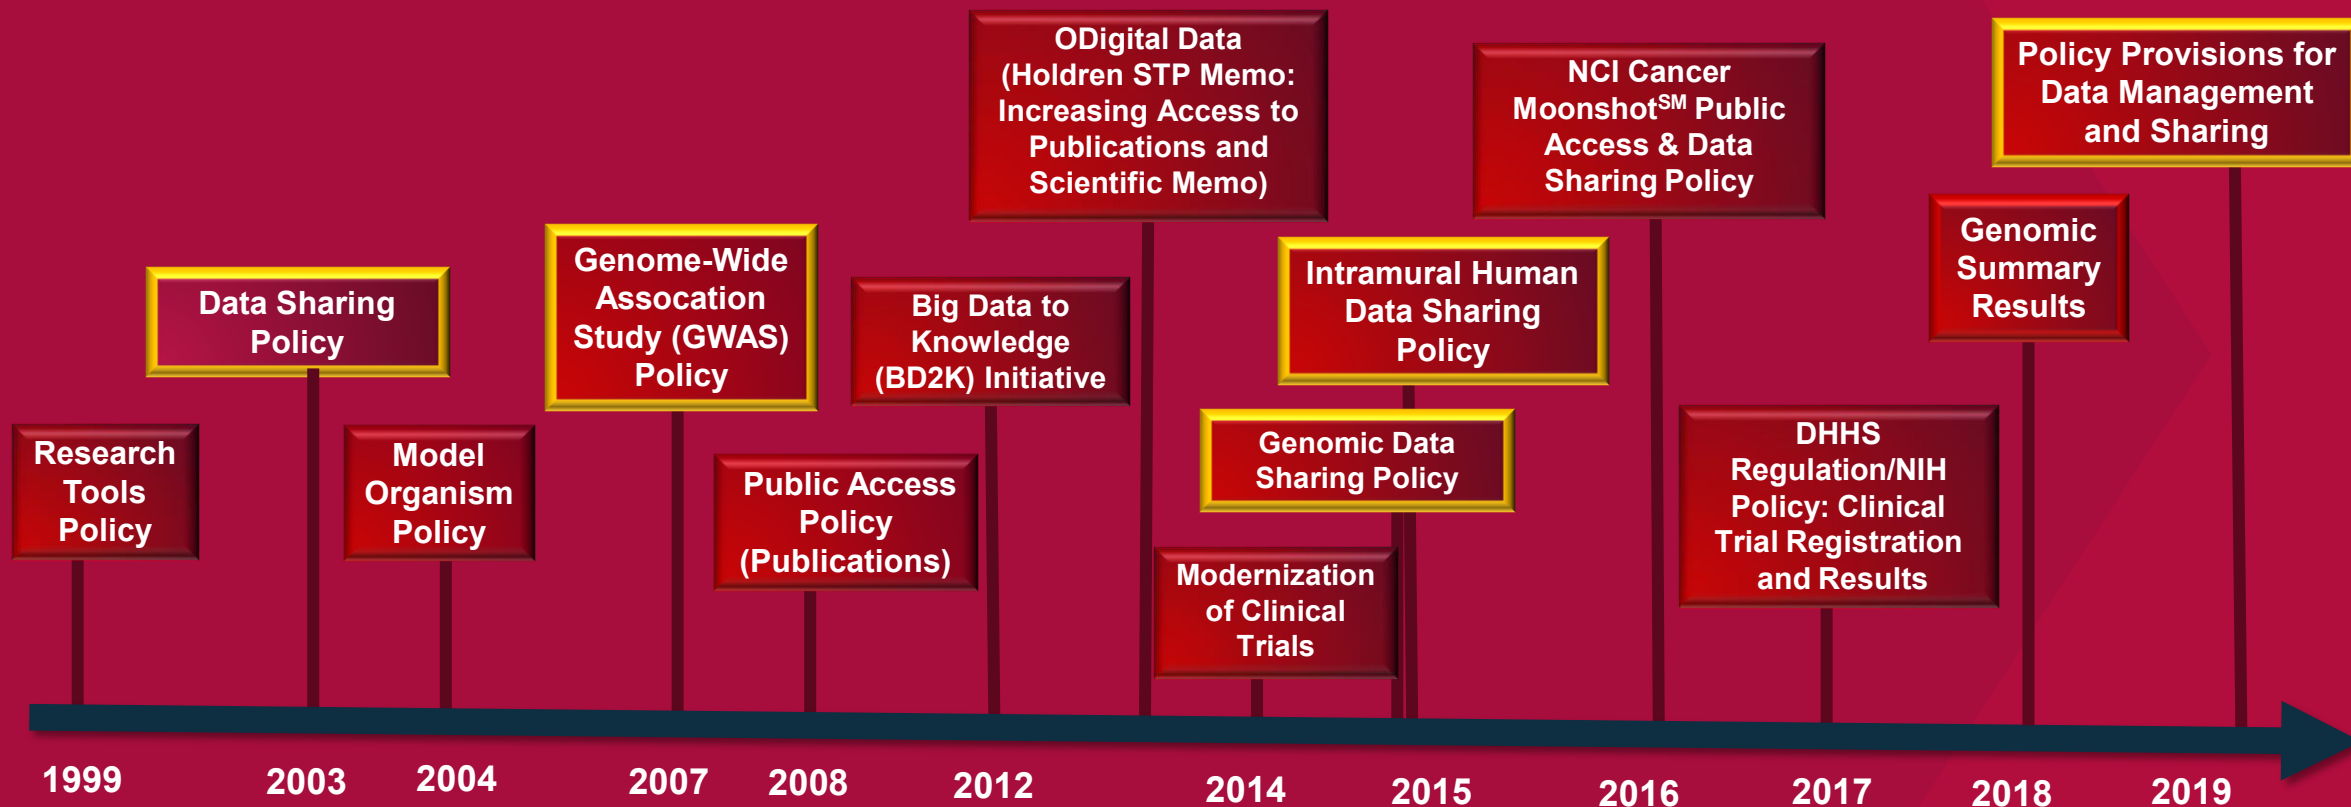 Research
Tools
Policy
Data Sharing
Policy
Model
Organism
Policy
Genome-Wide
Assocation
Study (GWAS)
Policy
Public Access
Policy
(Publications)
Big Data to
Knowledge
(BD2K) Initiative
ODigital Data
(Holdren STP Memo:
Increasing Access to
Publications and
Scientific Memo)
Modernization
of Clinical
Trials
Intramural Human
Data Sharing
Policy
Genomic Data
Sharing Policy
NCI Cancer
Moonshot℠ Public
Access & Data
Sharing Policy
DHHS
Regulation/NIH
Policy: Clinical
Trial Registration
and Results
Genomic
Summary
Results
Policy Provisions for
Data Management
and Sharing
1999
2003
2004
2007
2008
2012
2014
2015
2016
2017
2018
2019